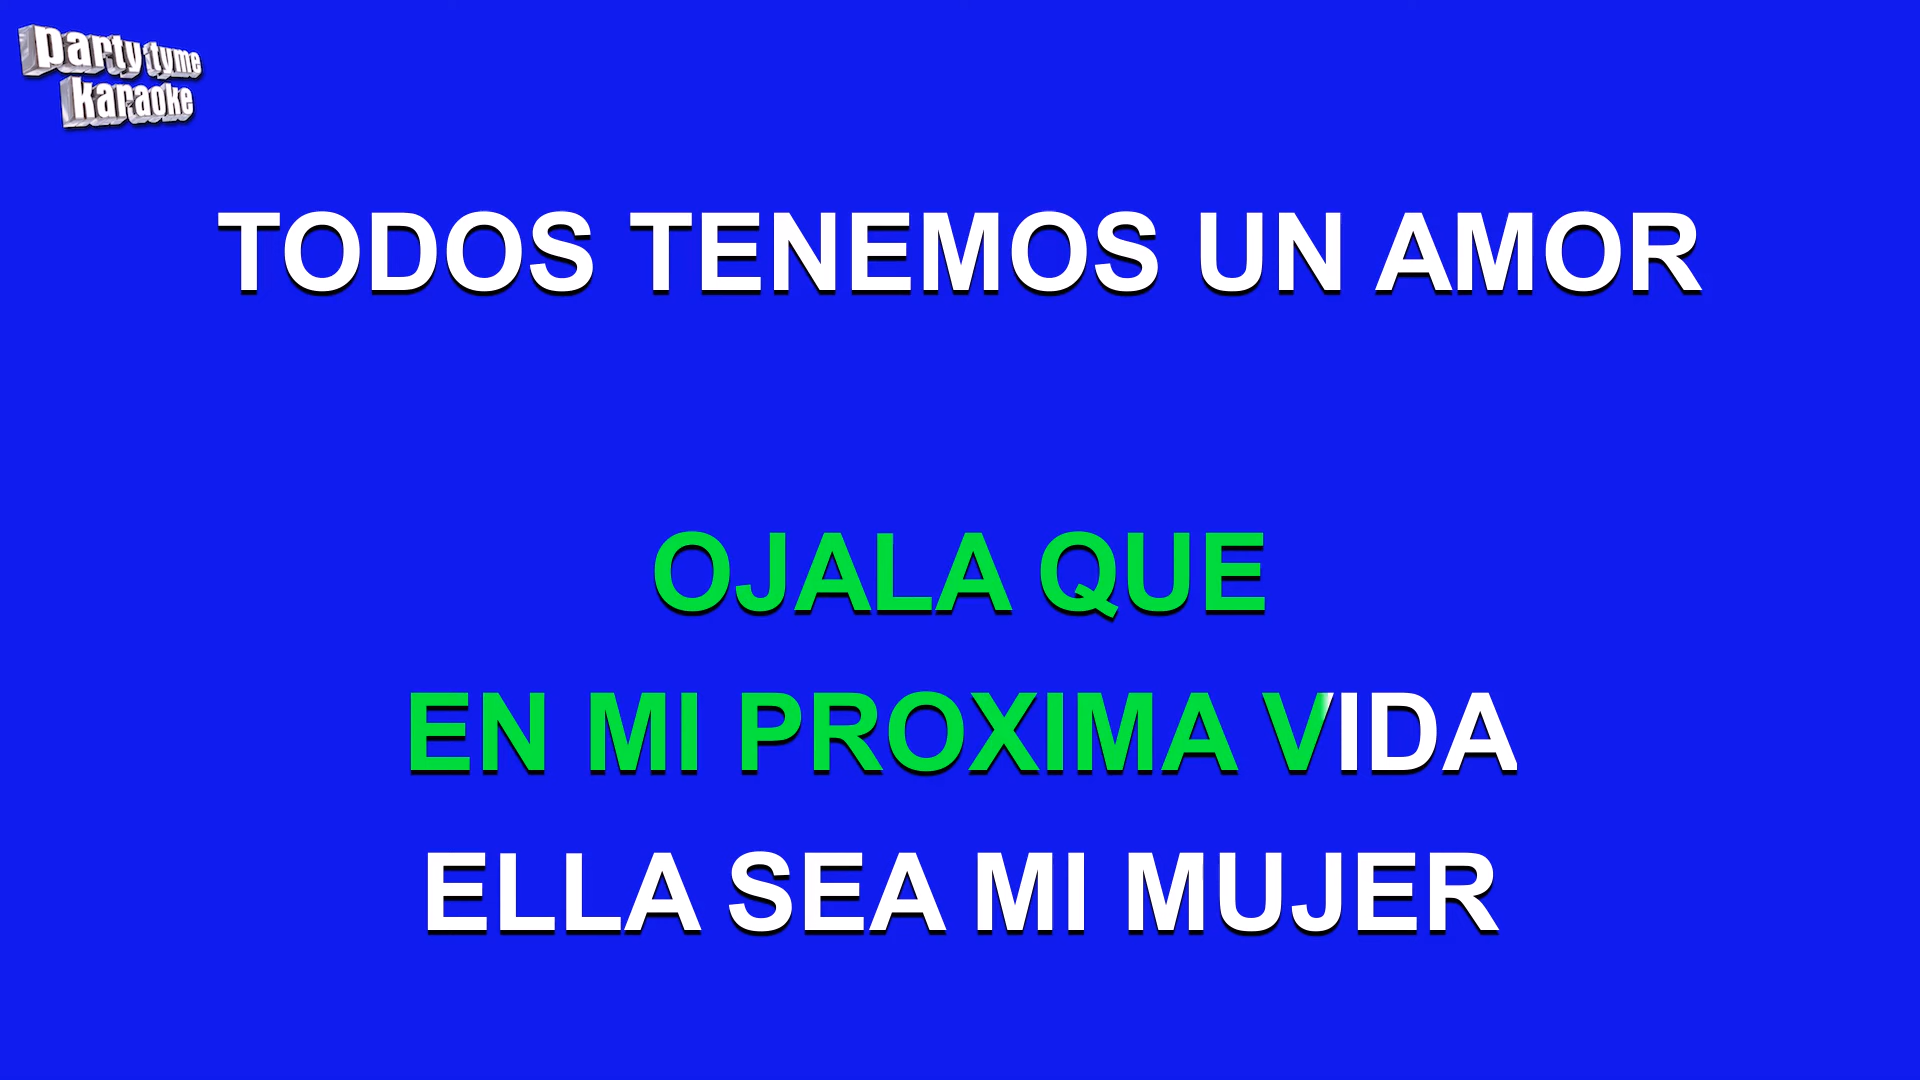 party tyme
karaoke
TODOS TENEMOS UN AMOR
OJALA QUE
EN MI PROXIMA VIDA
ELLA SEA MI MUJER